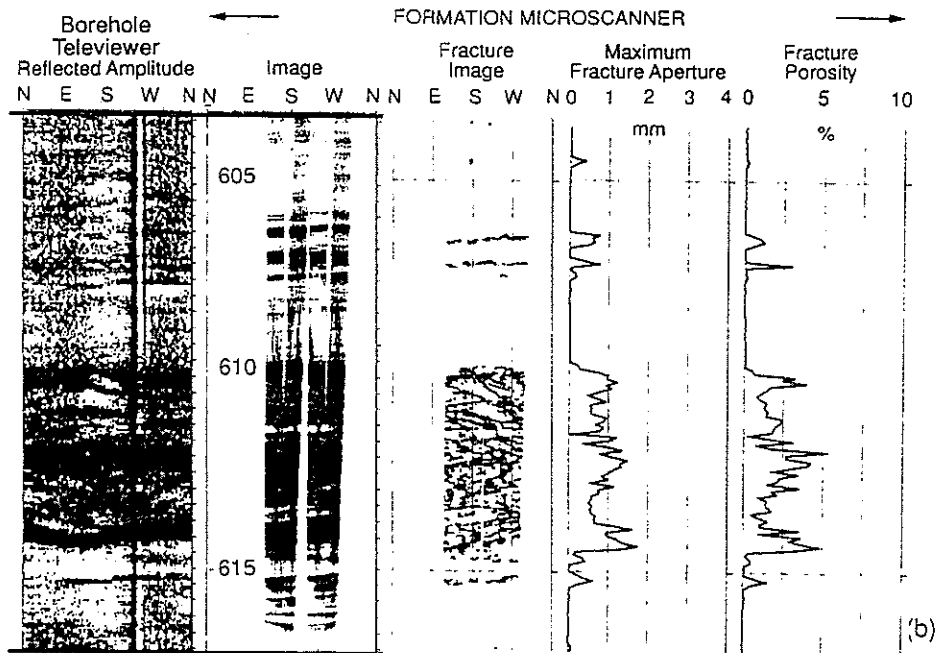 FORMATION MICROSCANNER
Borehole
Televiewer
Reflected Amplitude
Image
Fracture
Image
Maximum
Fracture Aperture
Fracture
Porosity
N E S W N N E S W N N E S W N 0 1 2 3 4 0 5 10
mm %
605
610
615
(b)